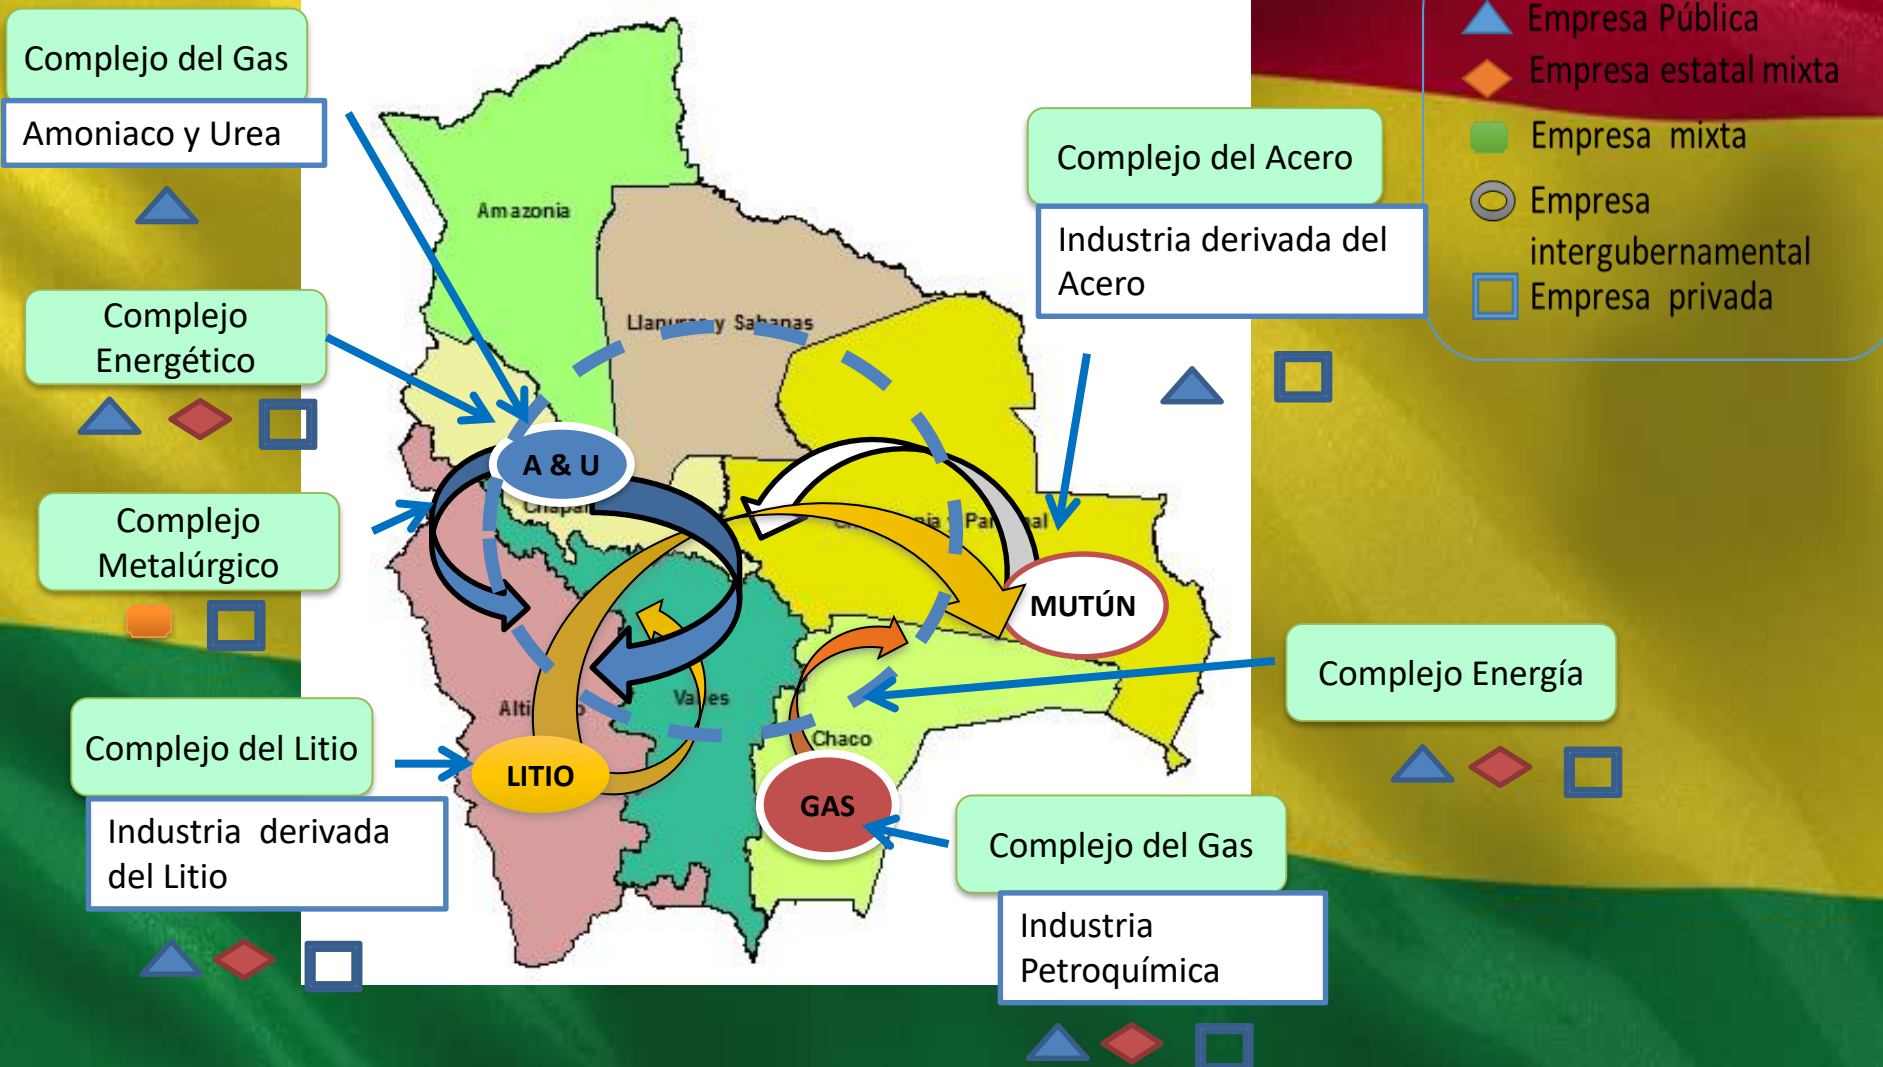 Complejo del Gas
Amoniaco y Urea
Complejo
Energético
Complejo
Metalúrgico
Complejo del Litio
Industria derivada
del Litio
Amazonia
Llanuras y Sabanas
A & U
Valles
Chaco
LITIO
GAS
MUTÚN
Complejo del Acero
Industria derivada del
Acero
Complejo Energía
Complejo del Gas
Industria
Petroquímica
Empresa Pública
Empresa estatal mixta
Empresa mixta
Empresa
intergubernamental
Empresa privada